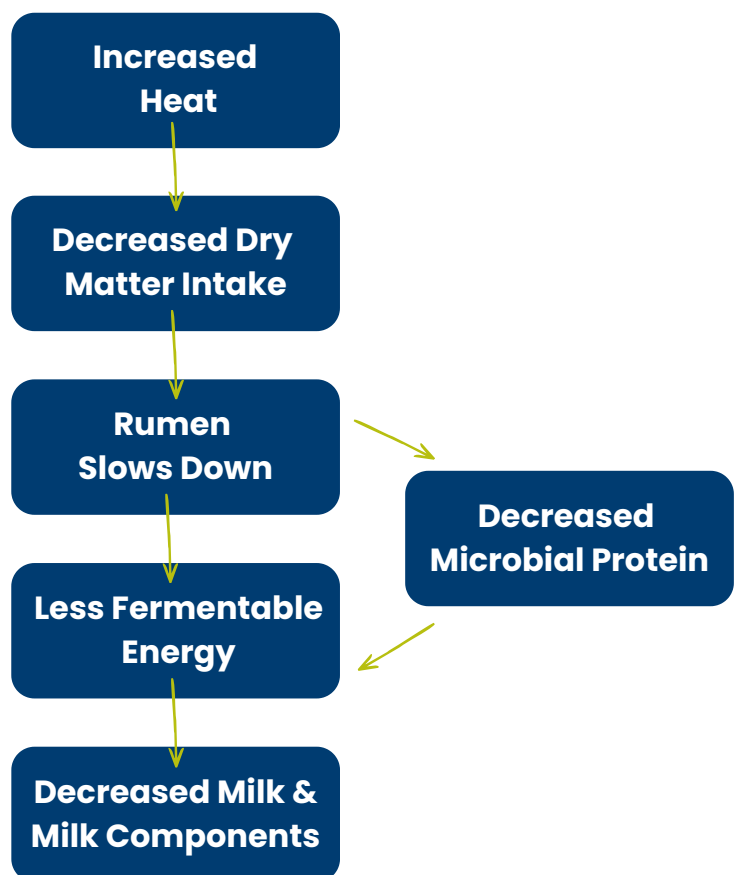 Increased
Heat
Decreased Dry
Matter Intake
Rumen
Slows Down
Decreased
Microbial Protein
Less Fermentable
Energy
Decreased Milk &
Milk Components